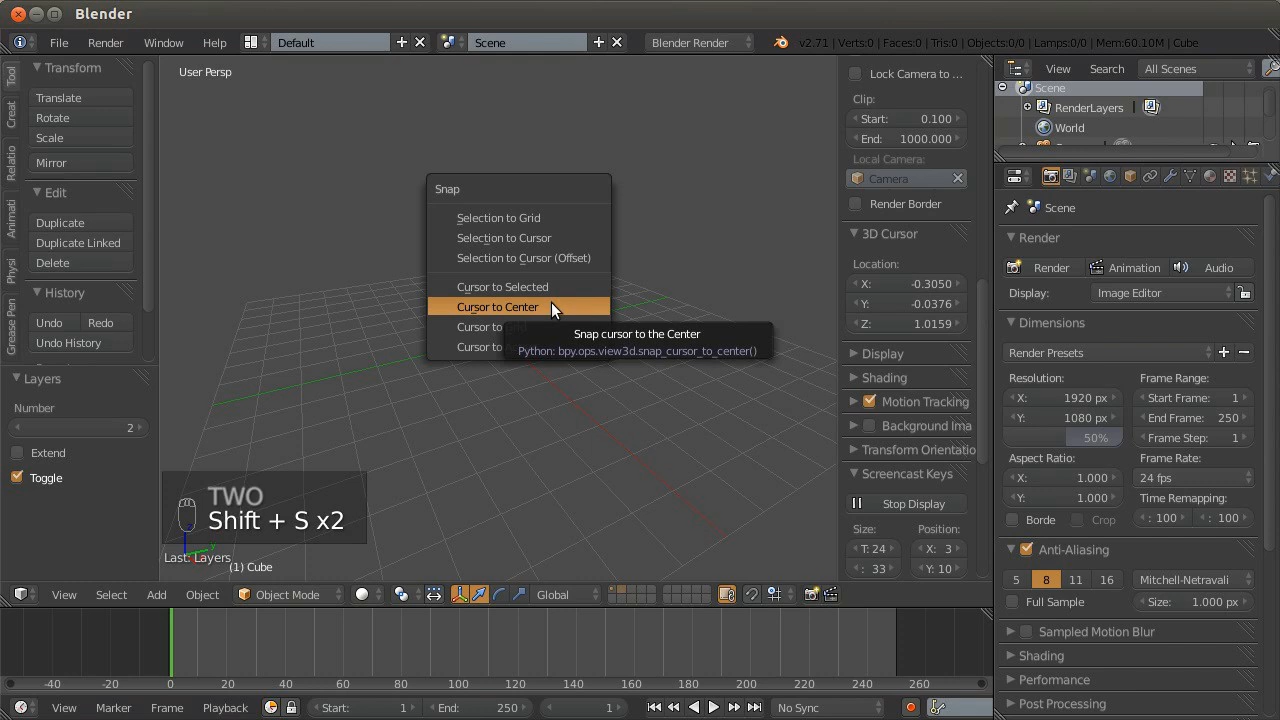 Blender
File Render Window Help Default Scene Blender Render v2.71 | Verts:0 | Faces:0 | Tris:0 | Objects:0/0 | Lamps:0/0 | Mem:60.10M | Cube
Tool
Creat
Relatio
Animati
Physi
Grease Pen
Transform
Translate
Rotate
Scale
Mirror
Edit
Duplicate
Duplicate Linked
Delete
History
Undo Redo
Undo History
Layers
Number
2
Extend
Toggle
User Persp
Snap
Selection to Grid
Selection to Cursor
Selection to Cursor (Offset)
Cursor to Selected
Cursor to Center
Cursor to
Cursor to
Snap cursor to the Center
Python: bpy.ops.view3d.snap_cursor_to_center()
TWO
Shift + S x2
Last: Layers
(1) Cube
Lock Camera to ...
Clip:
Start: 0.100
End: 1000.000
Local Camera:
Camera
Render Border
3D Cursor
Location:
X: -0.3050
Y: -0.0376
Z: 1.0159
Display
Shading
Motion Tracking
Background Ima
Transform Orientatio
Screencast Keys
Stop Display
Size: Position:
T: 24 X: 3
: 33 Y: 10
View Search All Scenes
Scene
RenderLayers
World
Scene
Render
Render Animation Audio
Display: Image Editor
Dimensions
Render Presets
Resolution: Frame Range:
X: 1920 px Start Frame: 1
Y: 1080 px End Frame: 250
50% Frame Step: 1
Aspect Ratio: Frame Rate:
X: 1.000 24 fps
Y: 1.000 Time Remapping:
Borde Crop : 100 : 100
Anti-Aliasing
5 8 11 16 Mitchell-Netravali
Full Sample Size: 1.000 px
Sampled Motion Blur
Shading
Performance
Post Processing
View Select Add Object Object Mode Global
-40 -20 0 20 40 60 80 100 120 140 160 180 200 220 240 260
View Marker Frame Playback Start: 1 End: 250 1 No Sync